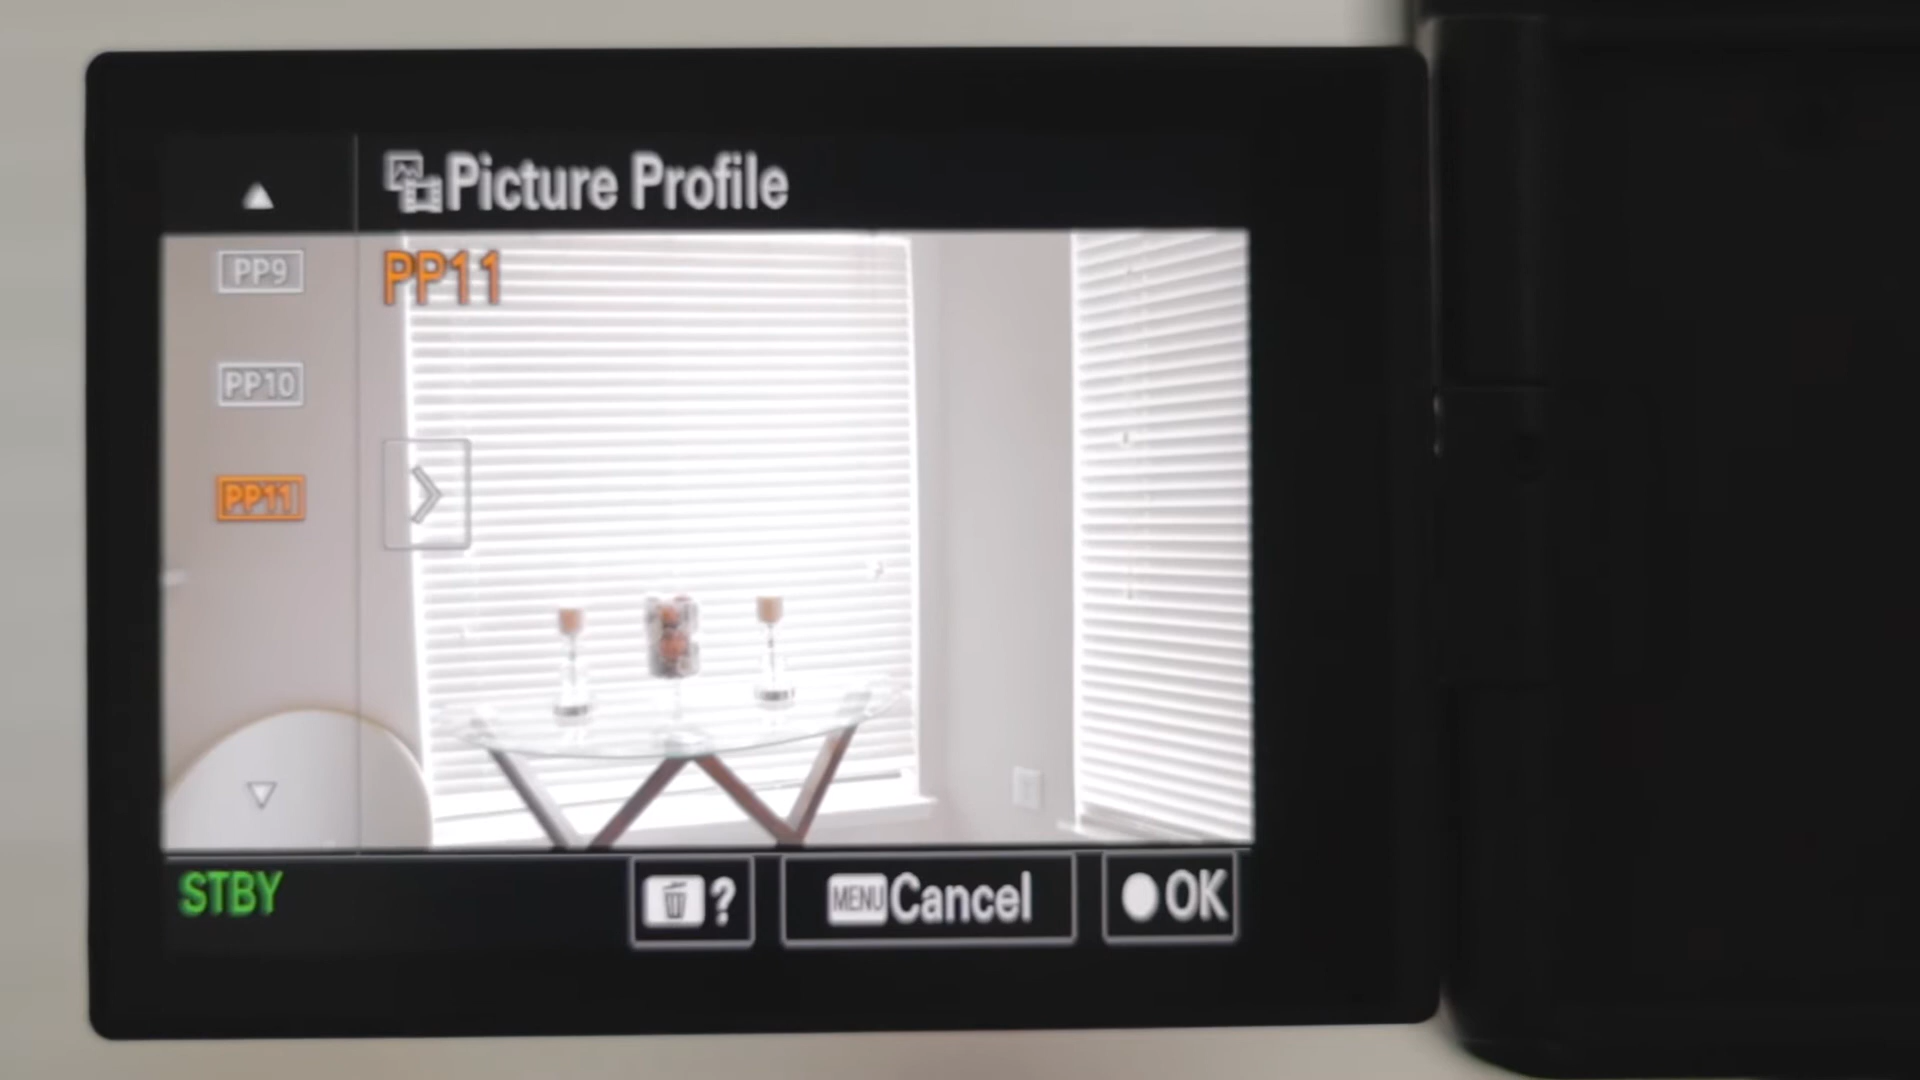 Picture Profile
PP9
PP11
PP10
PP11
STBY
?
MENU Cancel
OK